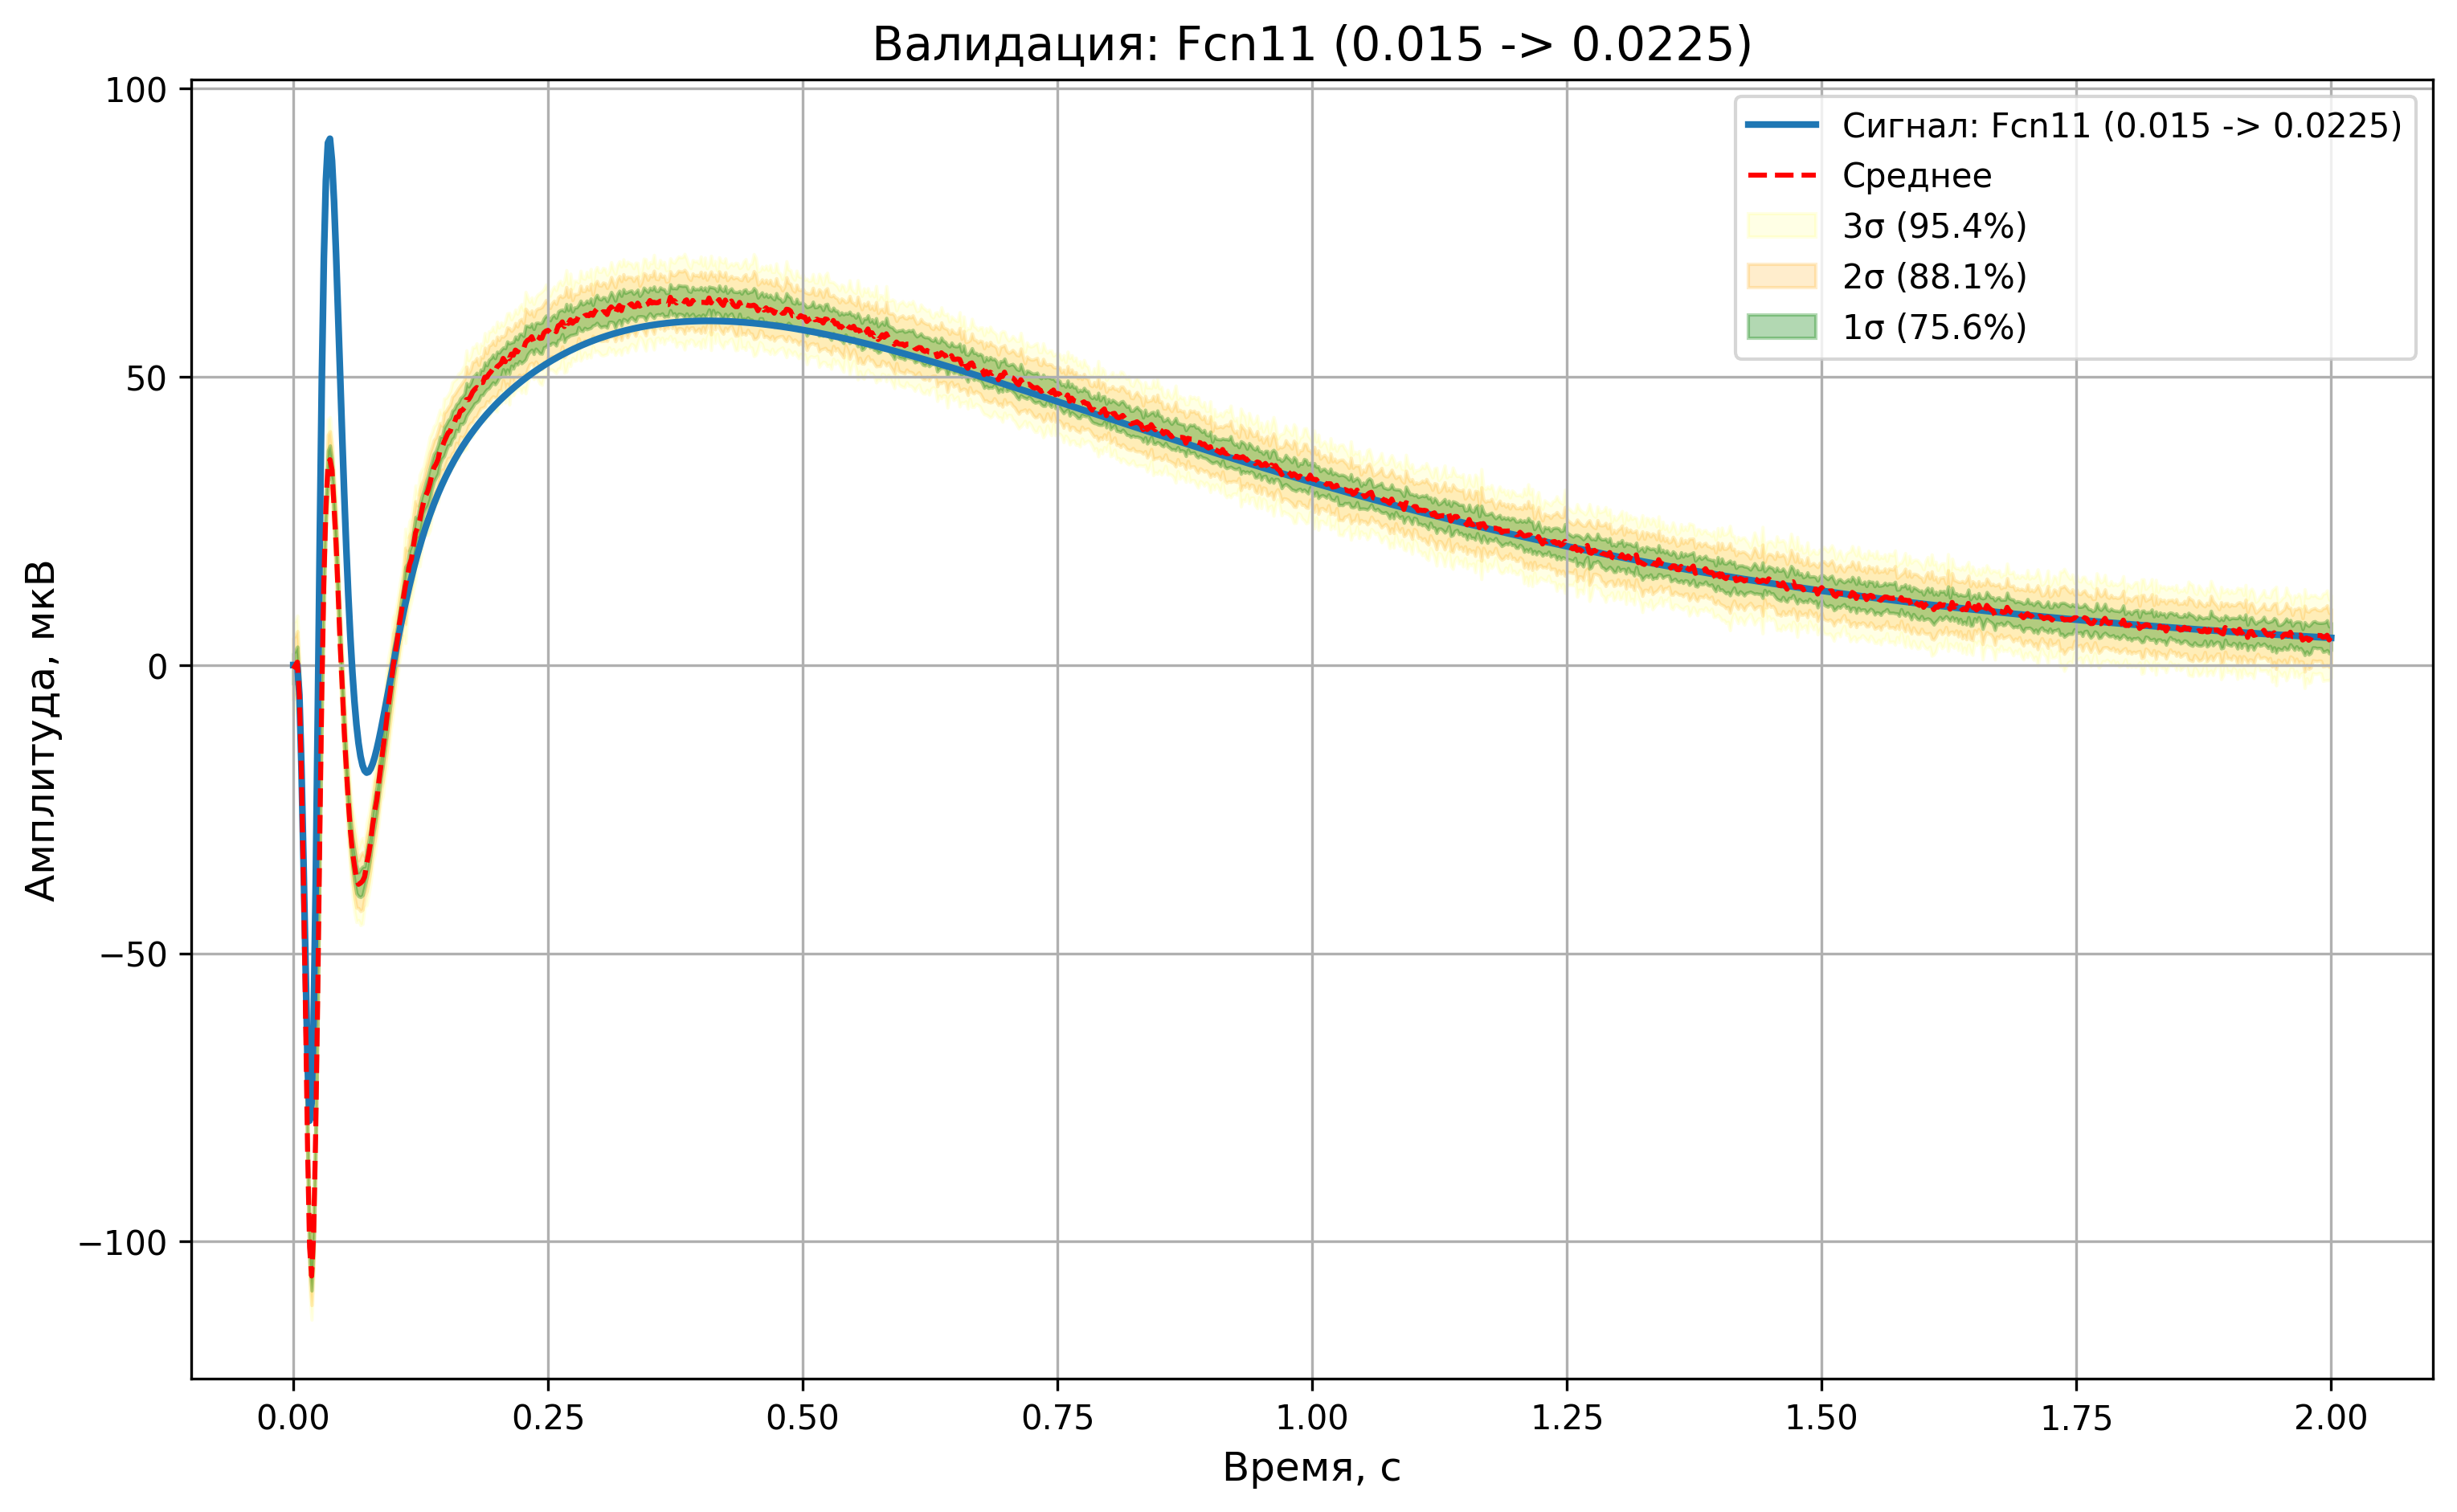 Валидация: Fcn11 (0.015 -> 0.0225)
Сигнал: Fcn11 (0.015 -> 0.0225)
Среднее
3σ (95.4%)
2σ (88.1%)
1σ (75.6%)
Амплитуда, мкВ
100
50
0
−50
−100
0.00 0.25 0.50 0.75 1.00 1.25 1.50 1.75 2.00
Время, с